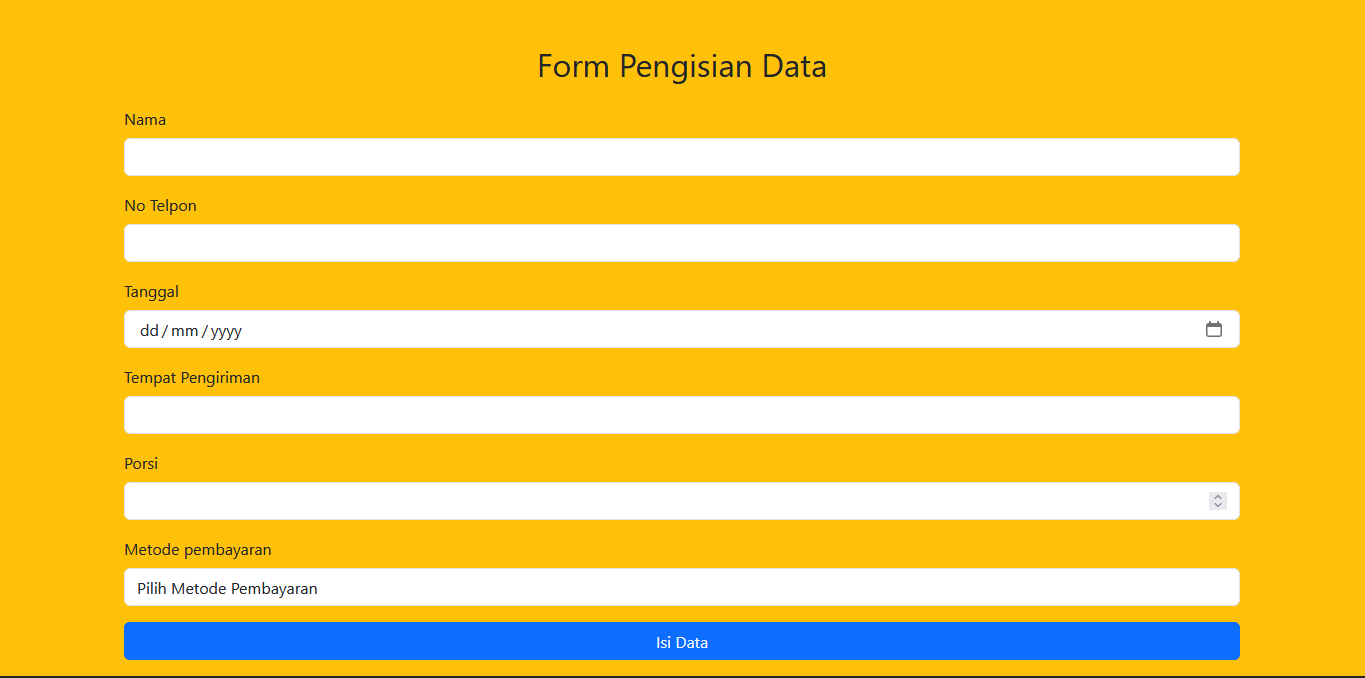 Form Pengisian Data
Nama
No Telpon
Tanggal
dd/mm/yyyy
Tempat Pengiriman
Porsi
Metode pembayaran
Pilih Metode Pembayaran
Isi Data